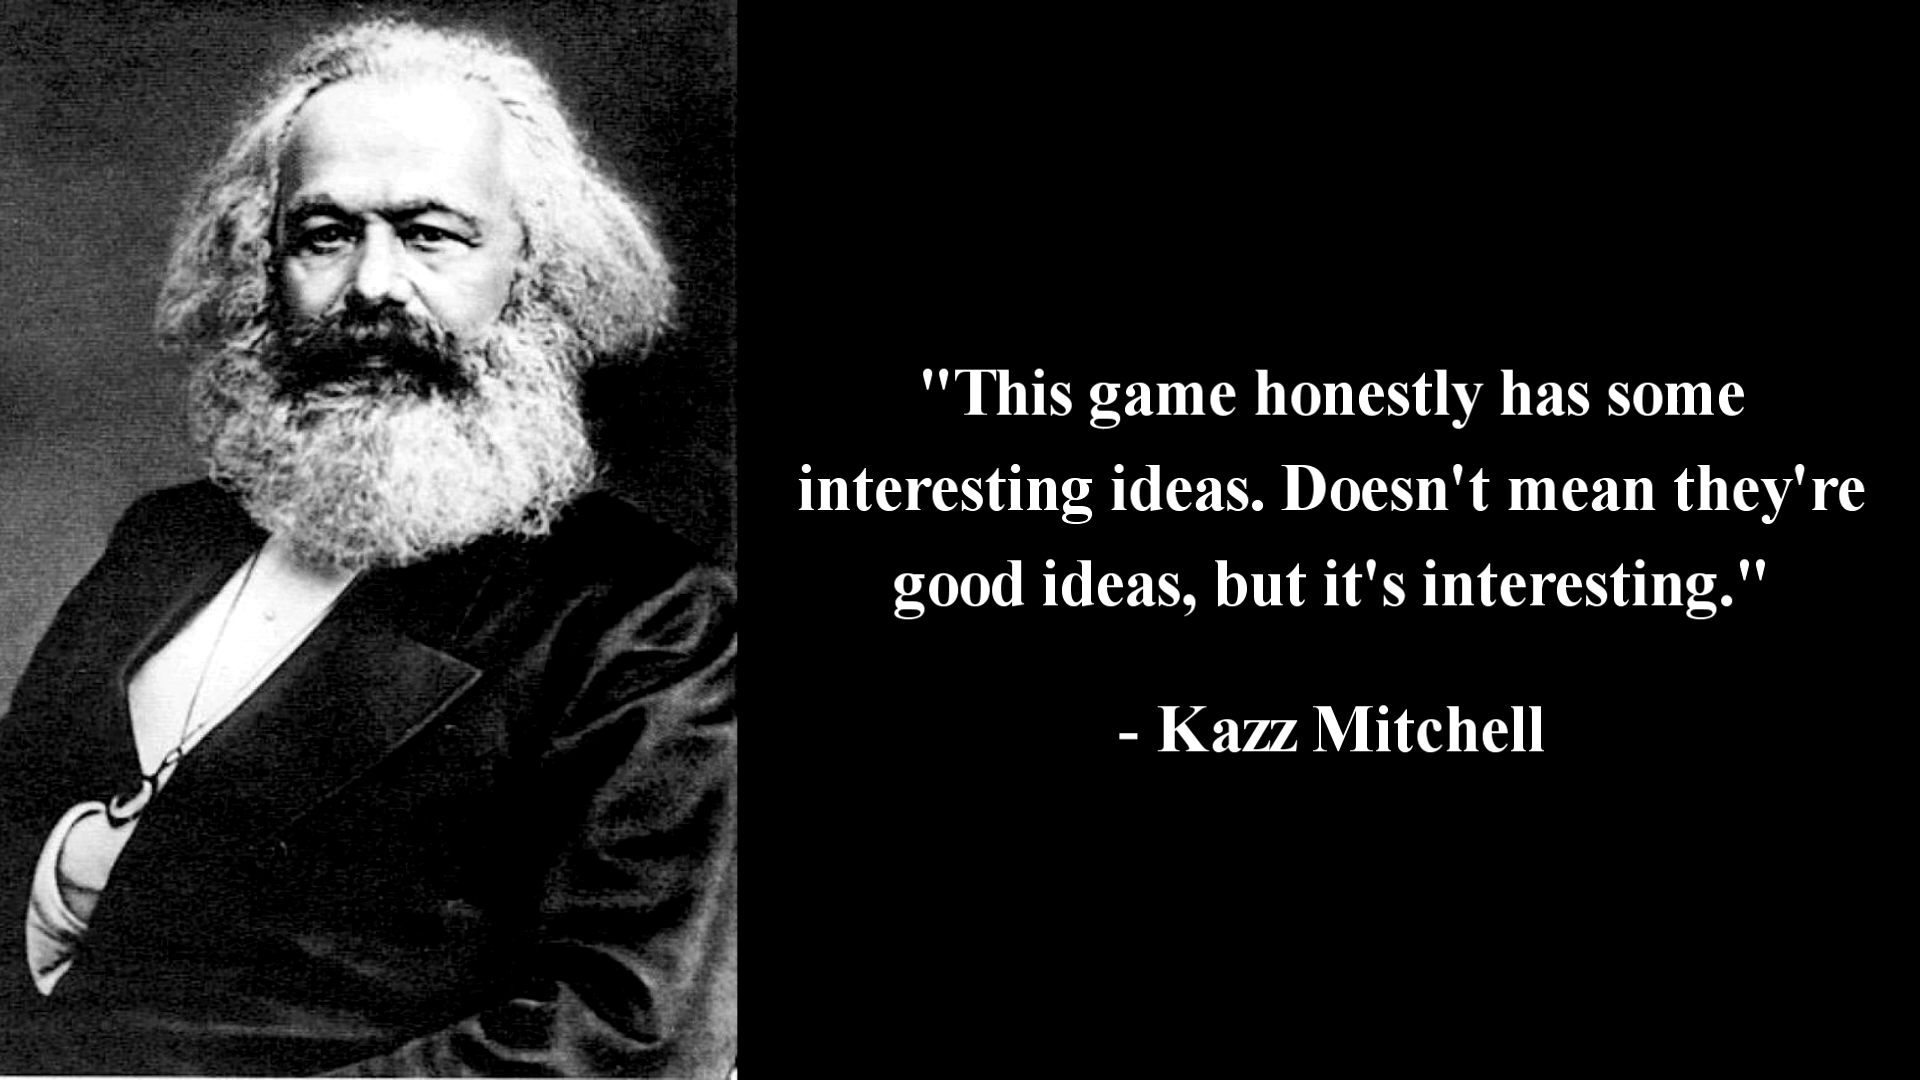 "This game honestly has some
interesting ideas. Doesn't mean they're
good ideas, but it's interesting."
- Kazz Mitchell